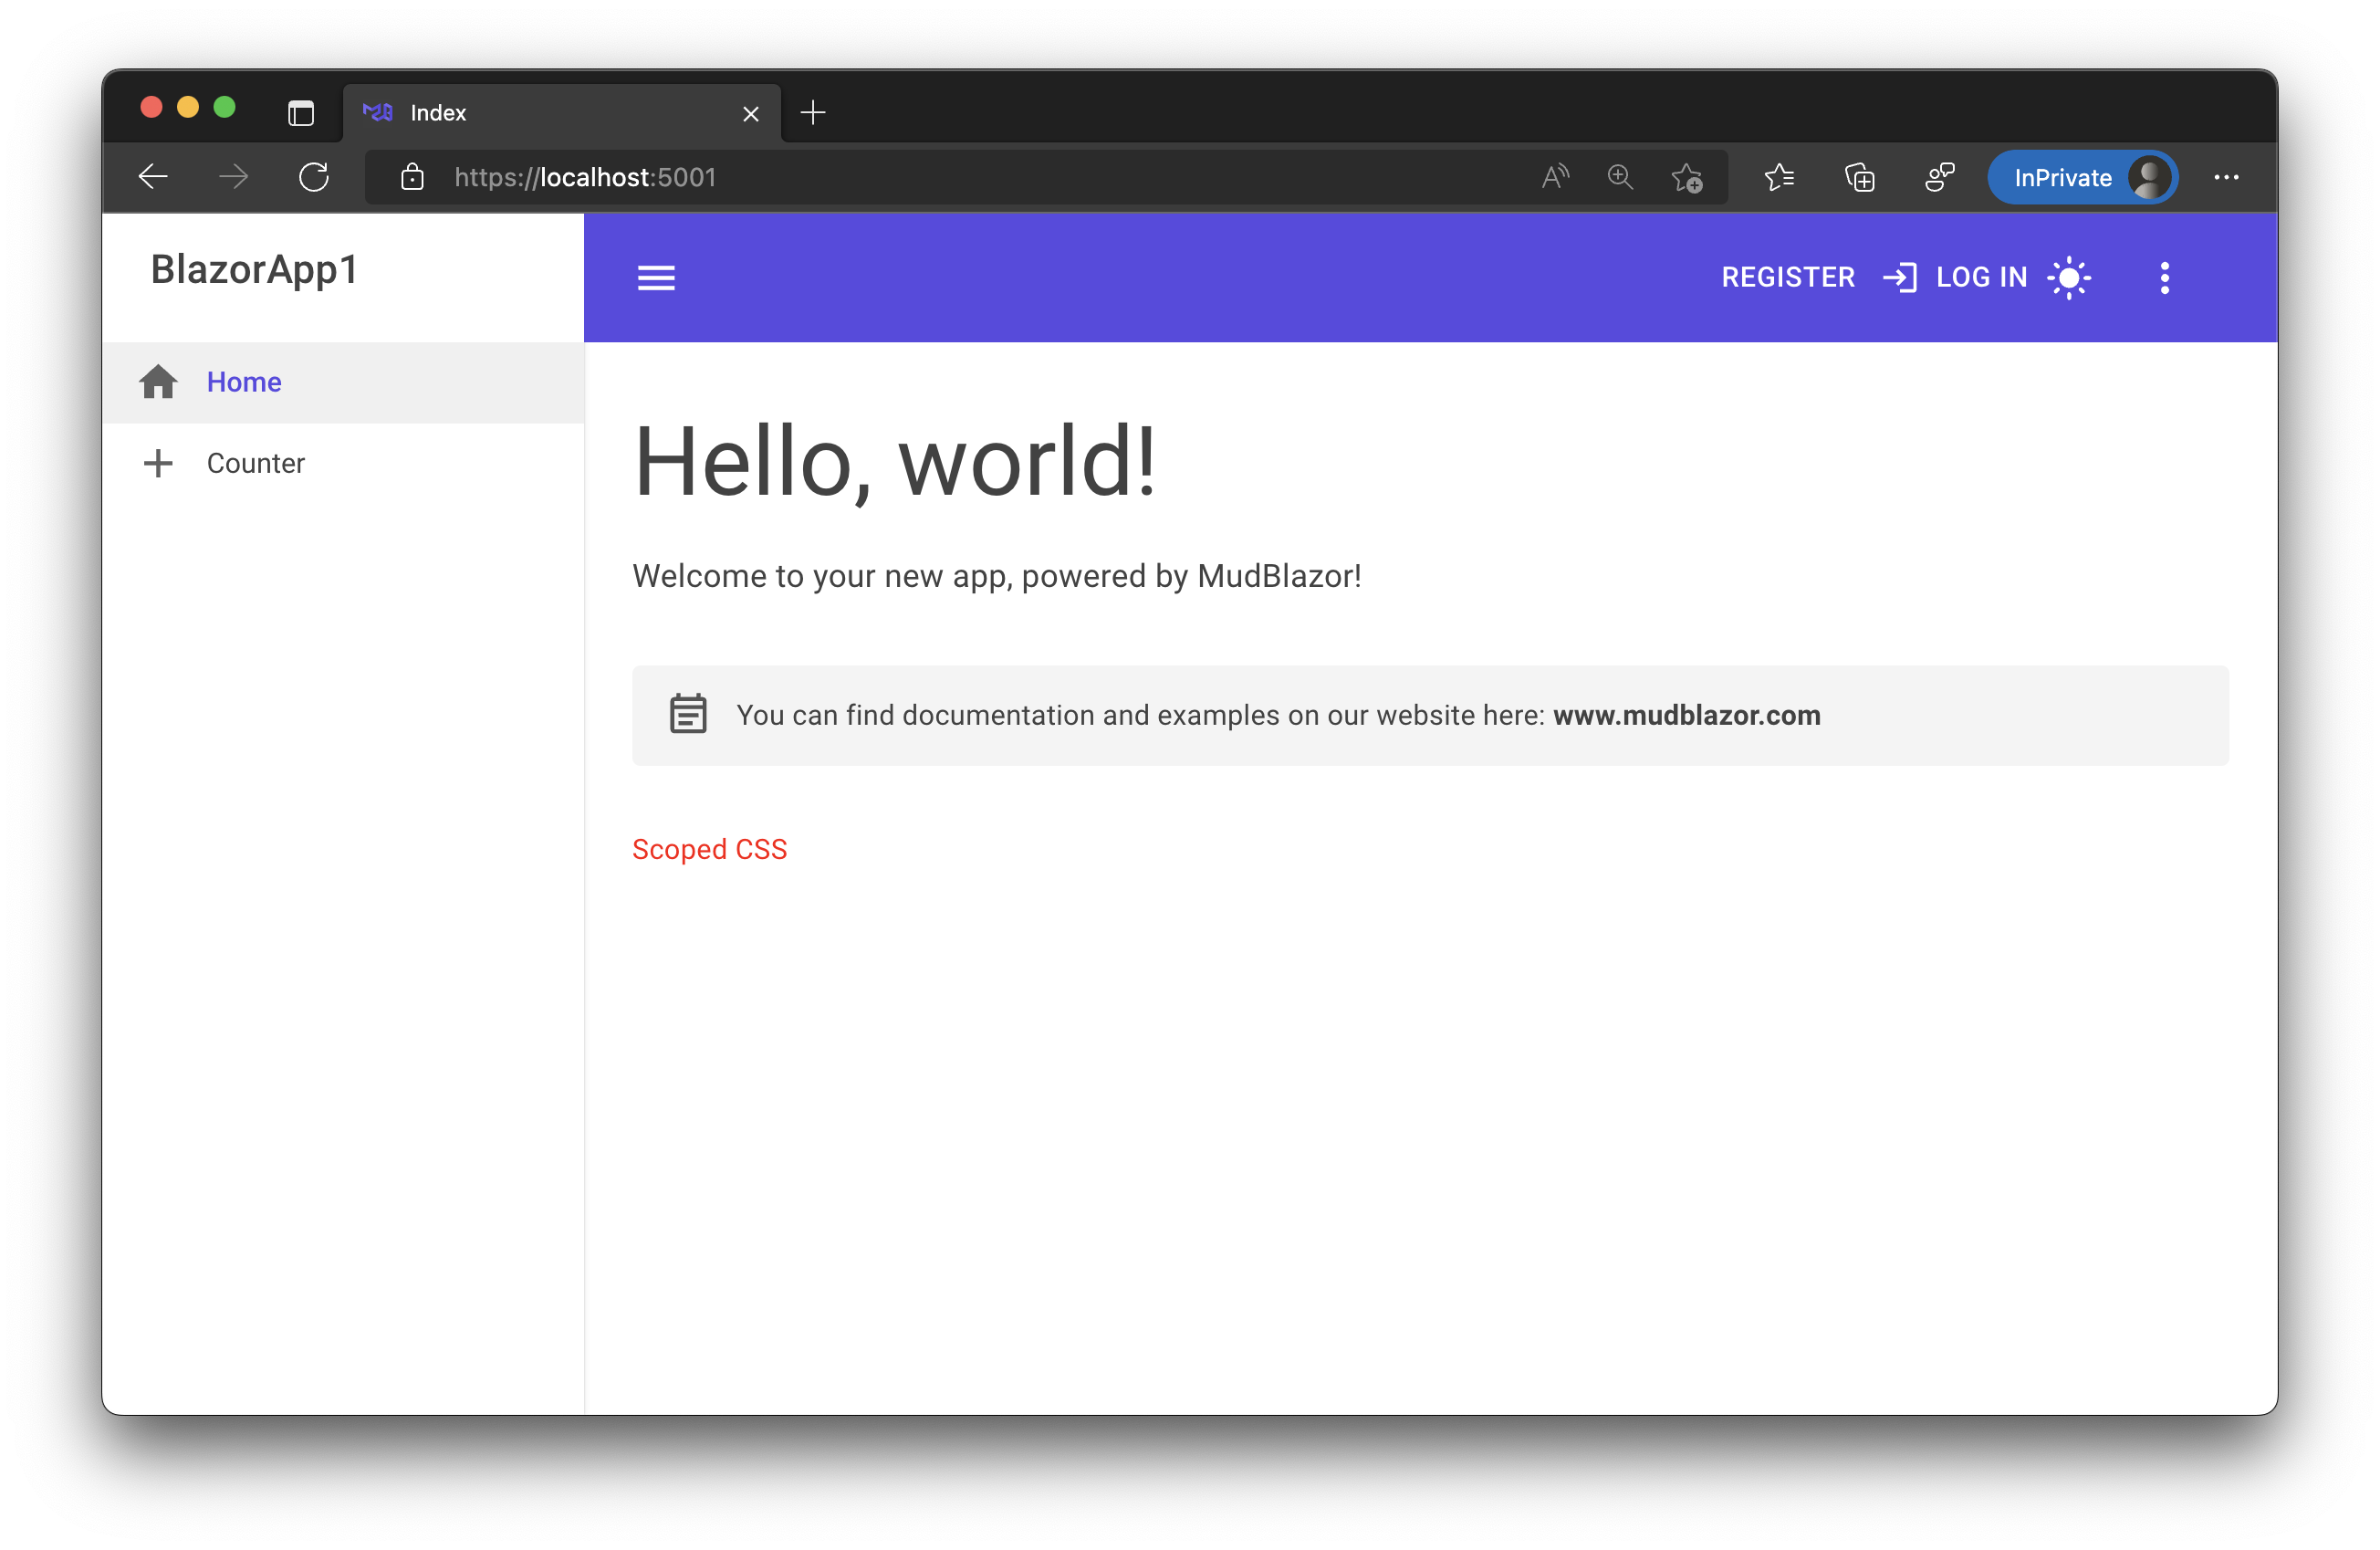 Index
https://localhost:5001
InPrivate
BlazorApp1
REGISTER LOG IN
Home
Counter
Hello, world!
Welcome to your new app, powered by MudBlazor!
You can find documentation and examples on our website here: www.mudblazor.com
Scoped CSS